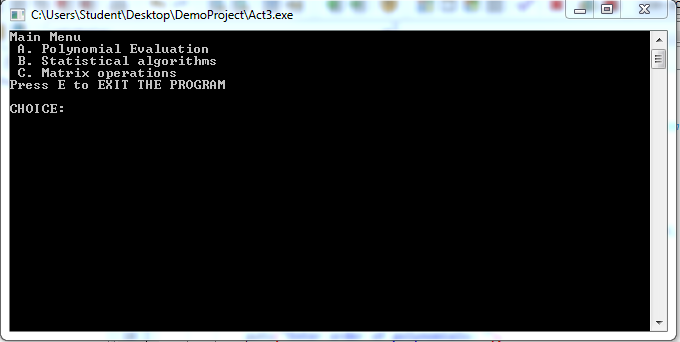 C:\Users\Student\Desktop\DemoProject\Act3.exe
Main Menu
A. Polynomial Evaluation
B. Statistical algorithms
C. Matrix operations
Press E to EXIT THE PROGRAM
CHOICE: